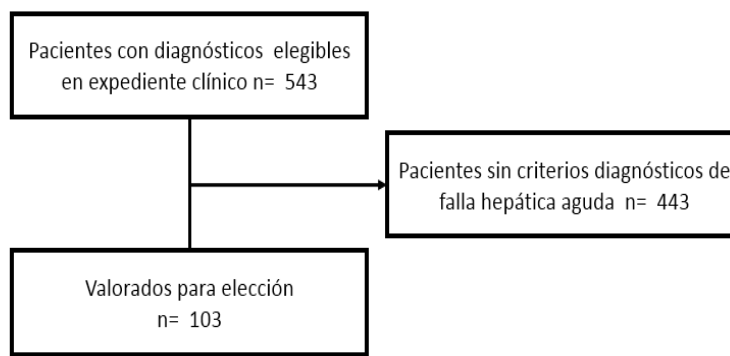 Pacientes con diagnósticos elegibles
en expediente clínico n= 543
Pacientes sin criterios diagnósticos de
falla hepática aguda n= 443
Valorados para elección
n= 103